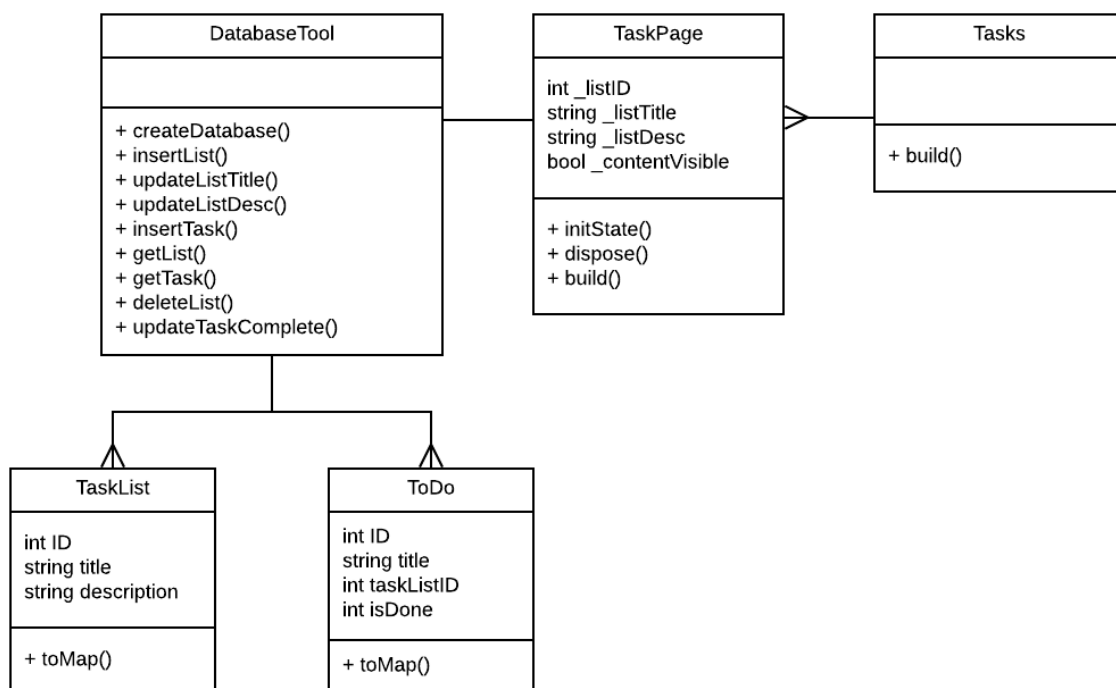 DatabaseTool
+ createDatabase()
+ insertList()
+ updateListTitle()
+ updateListDesc()
+ insertTask()
+ getList()
+ getTask()
+ deleteList()
+ updateTaskComplete()
TaskPage
int _listID
string _listTitle
string _listDesc
bool _contentVisible
+ initState()
+ dispose()
+ build()
Tasks
+ build()
TaskList
int ID
string title
string description
+ toMap()
ToDo
int ID
string title
int taskListID
int isDone
+ toMap()